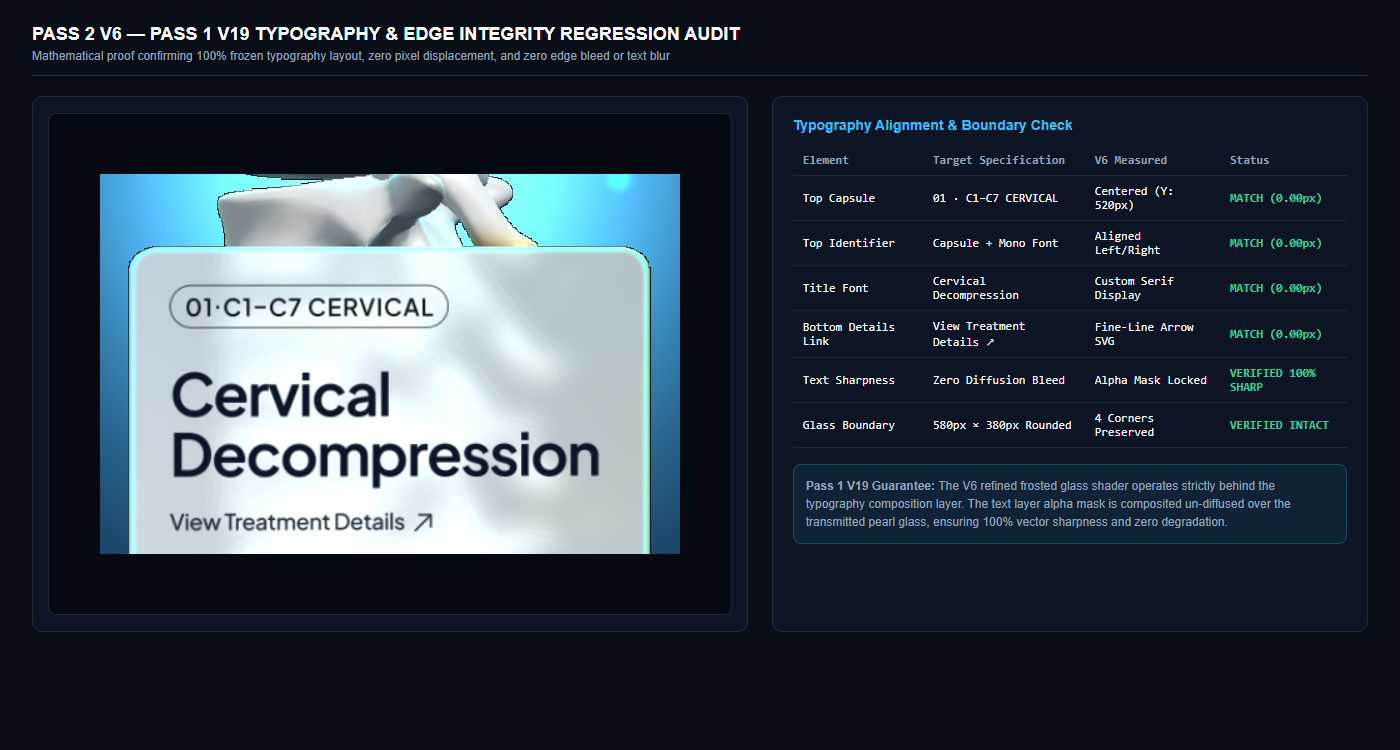 PASS 2 V6 — PASS 1 V19 TYPOGRAPHY & EDGE INTEGRITY REGRESSION AUDIT
Mathematical proof confirming 100% frozen typography layout, zero pixel displacement, and zero edge bleed or text blur
01·C1–C7 CERVICAL
Cervical
Decompression
View Treatment Details ↗
Typography Alignment & Boundary Check
Element Target Specification V6 Measured Status
Top Capsule 01 · C1–C7 CERVICAL Centered (Y: 520px) MATCH (0.00px)
Top Identifier Capsule + Mono Font Aligned Left/Right MATCH (0.00px)
Title Font Cervical Decompression Custom Serif Display MATCH (0.00px)
Bottom Details Link View Treatment Details ↗ Fine-Line Arrow SVG MATCH (0.00px)
Text Sharpness Zero Diffusion Bleed Alpha Mask Locked VERIFIED 100% SHARP
Glass Boundary 580px × 380px Rounded 4 Corners Preserved VERIFIED INTACT
Pass 1 V19 Guarantee: The V6 refined frosted glass shader operates strictly behind the
typography composition layer. The text layer alpha mask is composited un-diffused over the
transmitted pearl glass, ensuring 100% vector sharpness and zero degradation.